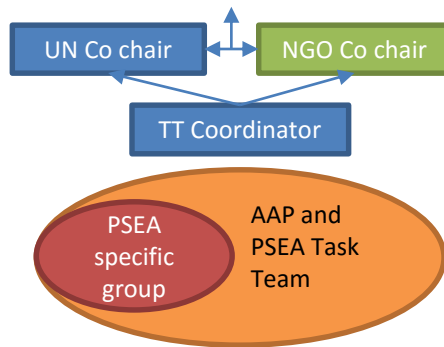 UN Co chair
NGO Co chair
TT Coordinator
PSEA
specific
group
AAP and
PSEA Task
Team